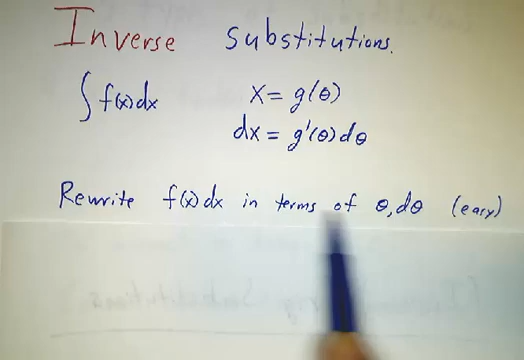 Inverse substitutions.
∫ f(x)dx x = g(θ)
dx = g'(θ)dθ
Rewrite f(x)dx in terms of θ, dθ (easy)